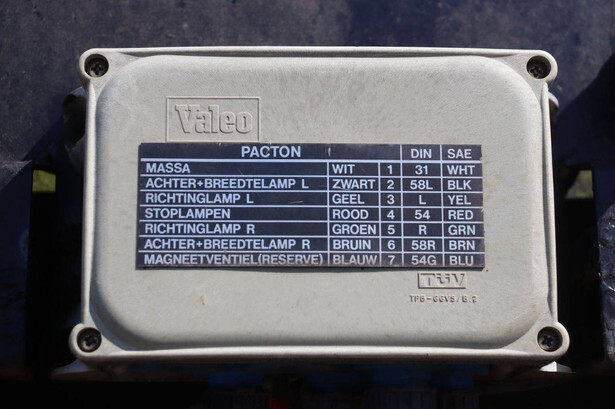 Valeo
PACTON DIN SAE
MASSA WIT 1 31 WHT
ACHTER+BREEDTELAMP L ZWART 2 58L BLK
RICHTINGLAMP L GEEL 3 L YEL
STOPLAMPEN ROOD 4 54 RED
RICHTINGLAMP R GROEN 5 R GRN
ACHTER+BREEDTELAMP R BRUIN 6 58R BRN
MAGNEETVENTIEL(RESERVE) BLAUW 7 54G BLU
TÜV